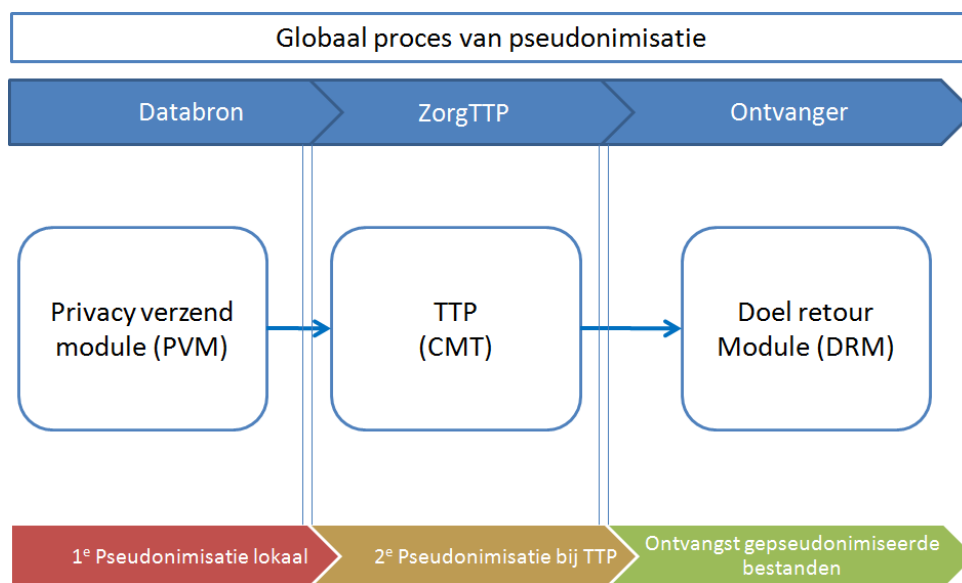 Globaal proces van pseudonimisatie
Databron
ZorgTTP
Ontvanger
Privacy verzend
module (PVM)
TTP
(CMT)
Doel retour
Module (DRM)
1e Pseudonimisatie lokaal
2e Pseudonimisatie bij TTP
Ontvangst gepseudonimiseerde
bestanden